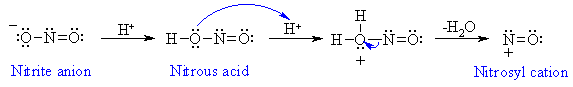 ⁻:Ö̤–N̈=Ö: H⁺ H–Ö̤–N̈=Ö: H⁺ H–O–N̈=Ö: -H₂O N̈=Ö:
H
+ +
Nitrite anion Nitrous acid Nitrosyl cation